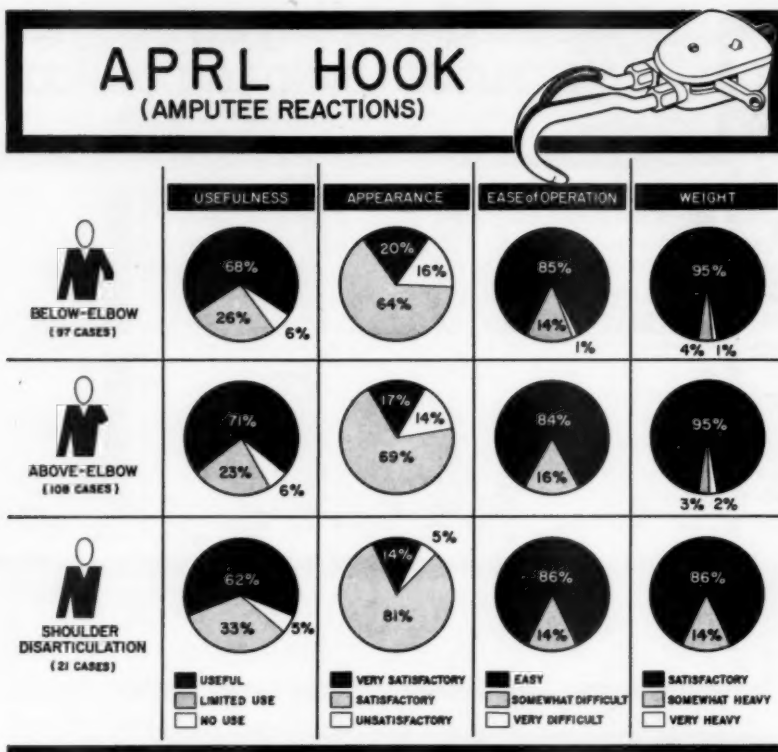 APRL HOOK
(AMPUTEE REACTIONS)
USEFULNESS
APPEARANCE
EASE of OPERATION
WEIGHT
68%
26%
6%
20%
16%
64%
85%
14%
1%
95%
4%
1%
BELOW-ELBOW
(97 CASES)
71%
23%
6%
17%
14%
69%
84%
16%
95%
3%
2%
ABOVE-ELBOW
(108 CASES)
62%
33%
5%
14%
5%
81%
86%
14%
86%
14%
SHOULDER
DISARTICULATION
(21 CASES)
USEFUL
LIMITED USE
NO USE
VERY SATISFACTORY
SATISFACTORY
UNSATISFACTORY
EASY
SOMEWHAT DIFFICULT
VERY DIFFICULT
SATISFACTORY
SOMEWHAT HEAVY
VERY HEAVY